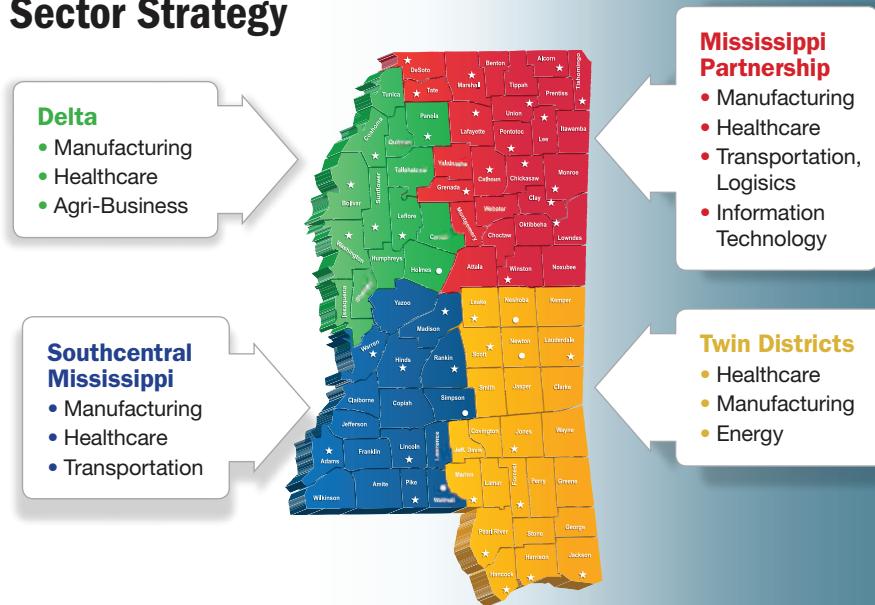 Sector Strategy
Delta
• Manufacturing
• Healthcare
• Agri-Business
Mississippi
Partnership
• Manufacturing
• Healthcare
• Transportation,
Logisics
• Information
Technology
Southcentral
Mississippi
• Manufacturing
• Healthcare
• Transportation
Twin Districts
• Healthcare
• Manufacturing
• Energy
DeSoto
Marshall
Benton
Alcorn
Tishomingo
Tunica
Tate
Tippah
Prentiss
Panola
Union
Coahoma
Lafayette
Pontotoc
Lee
Itawamba
Quitman
Tallahatchie
Yalobusha
Calhoun
Chickasaw
Monroe
Bolivar
Sunflower
Grenada
Clay
Leflore
Webster
Montgomery
Oktibbeha
Lowndes
Washington
Carroll
Choctaw
Humphreys
Holmes
Attala
Winston
Noxubee
Issaquena
Yazoo
Leake
Neshoba
Kemper
Madison
Warren
Hinds
Rankin
Scott
Newton
Lauderdale
Claiborne
Copiah
Simpson
Smith
Jasper
Clarke
Jefferson
Covington
Jones
Wayne
Adams
Franklin
Lincoln
Lawrence
Jeff. Davis
Wilkinson
Amite
Pike
Walthall
Marion
Lamar
Forrest
Perry
Greene
Pearl River
Stone
George
Hancock
Harrison
Jackson